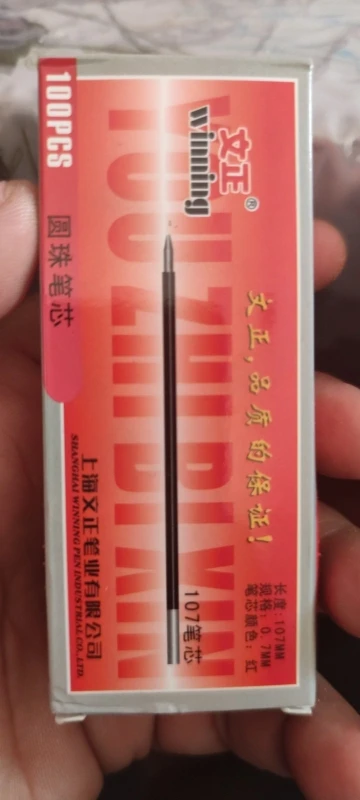 文正®
winning
100PCS
圆珠笔芯
YOU ZHI BI XIN
文正,品质的保证!
107笔芯
长度:107MM
规格:0.7MM
笔芯颜色:红
上海文正笔业有限公司
SHANGHAI WINNING PEN INDUSTRIAL CO.,LTD.